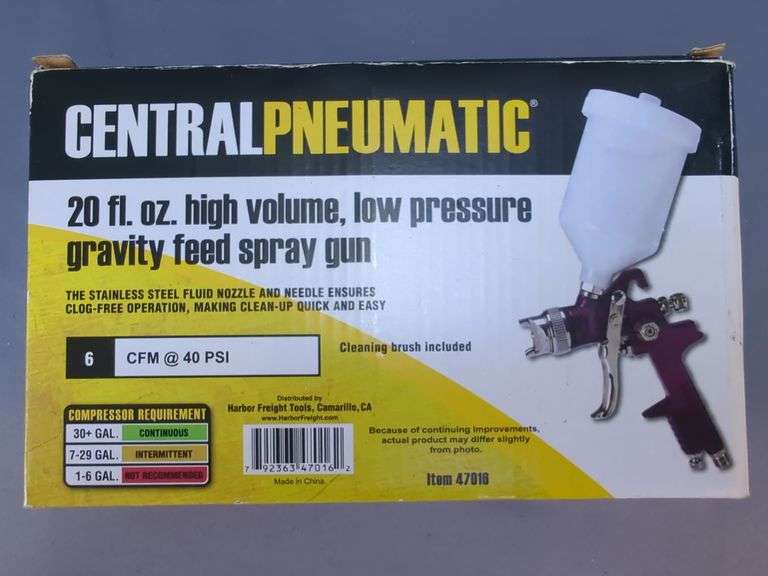 CENTRALPNEUMATIC®
20 fl. oz. high volume, low pressure
gravity feed spray gun
THE STAINLESS STEEL FLUID NOZZLE AND NEEDLE ENSURES
CLOG-FREE OPERATION, MAKING CLEAN-UP QUICK AND EASY
6 CFM @ 40 PSI
Cleaning brush included
COMPRESSOR REQUIREMENT
30+ GAL. CONTINUOUS
7-29 GAL. INTERMITTENT
1-6 GAL. NOT RECOMMENDED
Distributed by
Harbor Freight Tools, Camarillo, CA
www.HarborFreight.com
7 92363 47016 2
Made in China
Because of continuing improvements,
actual product may differ slightly
from photo.
Item 47016